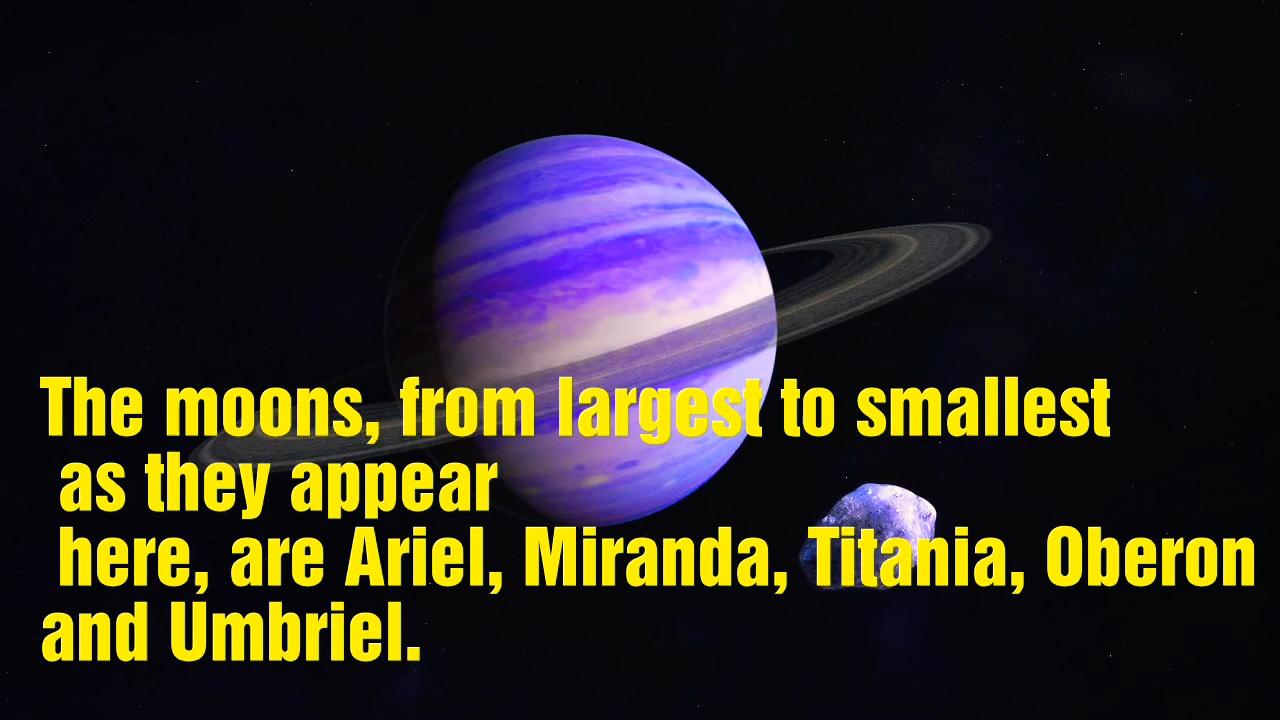 The moons, from largest to smallest
as they appear
here, are Ariel, Miranda, Titania, Oberon
and Umbriel.